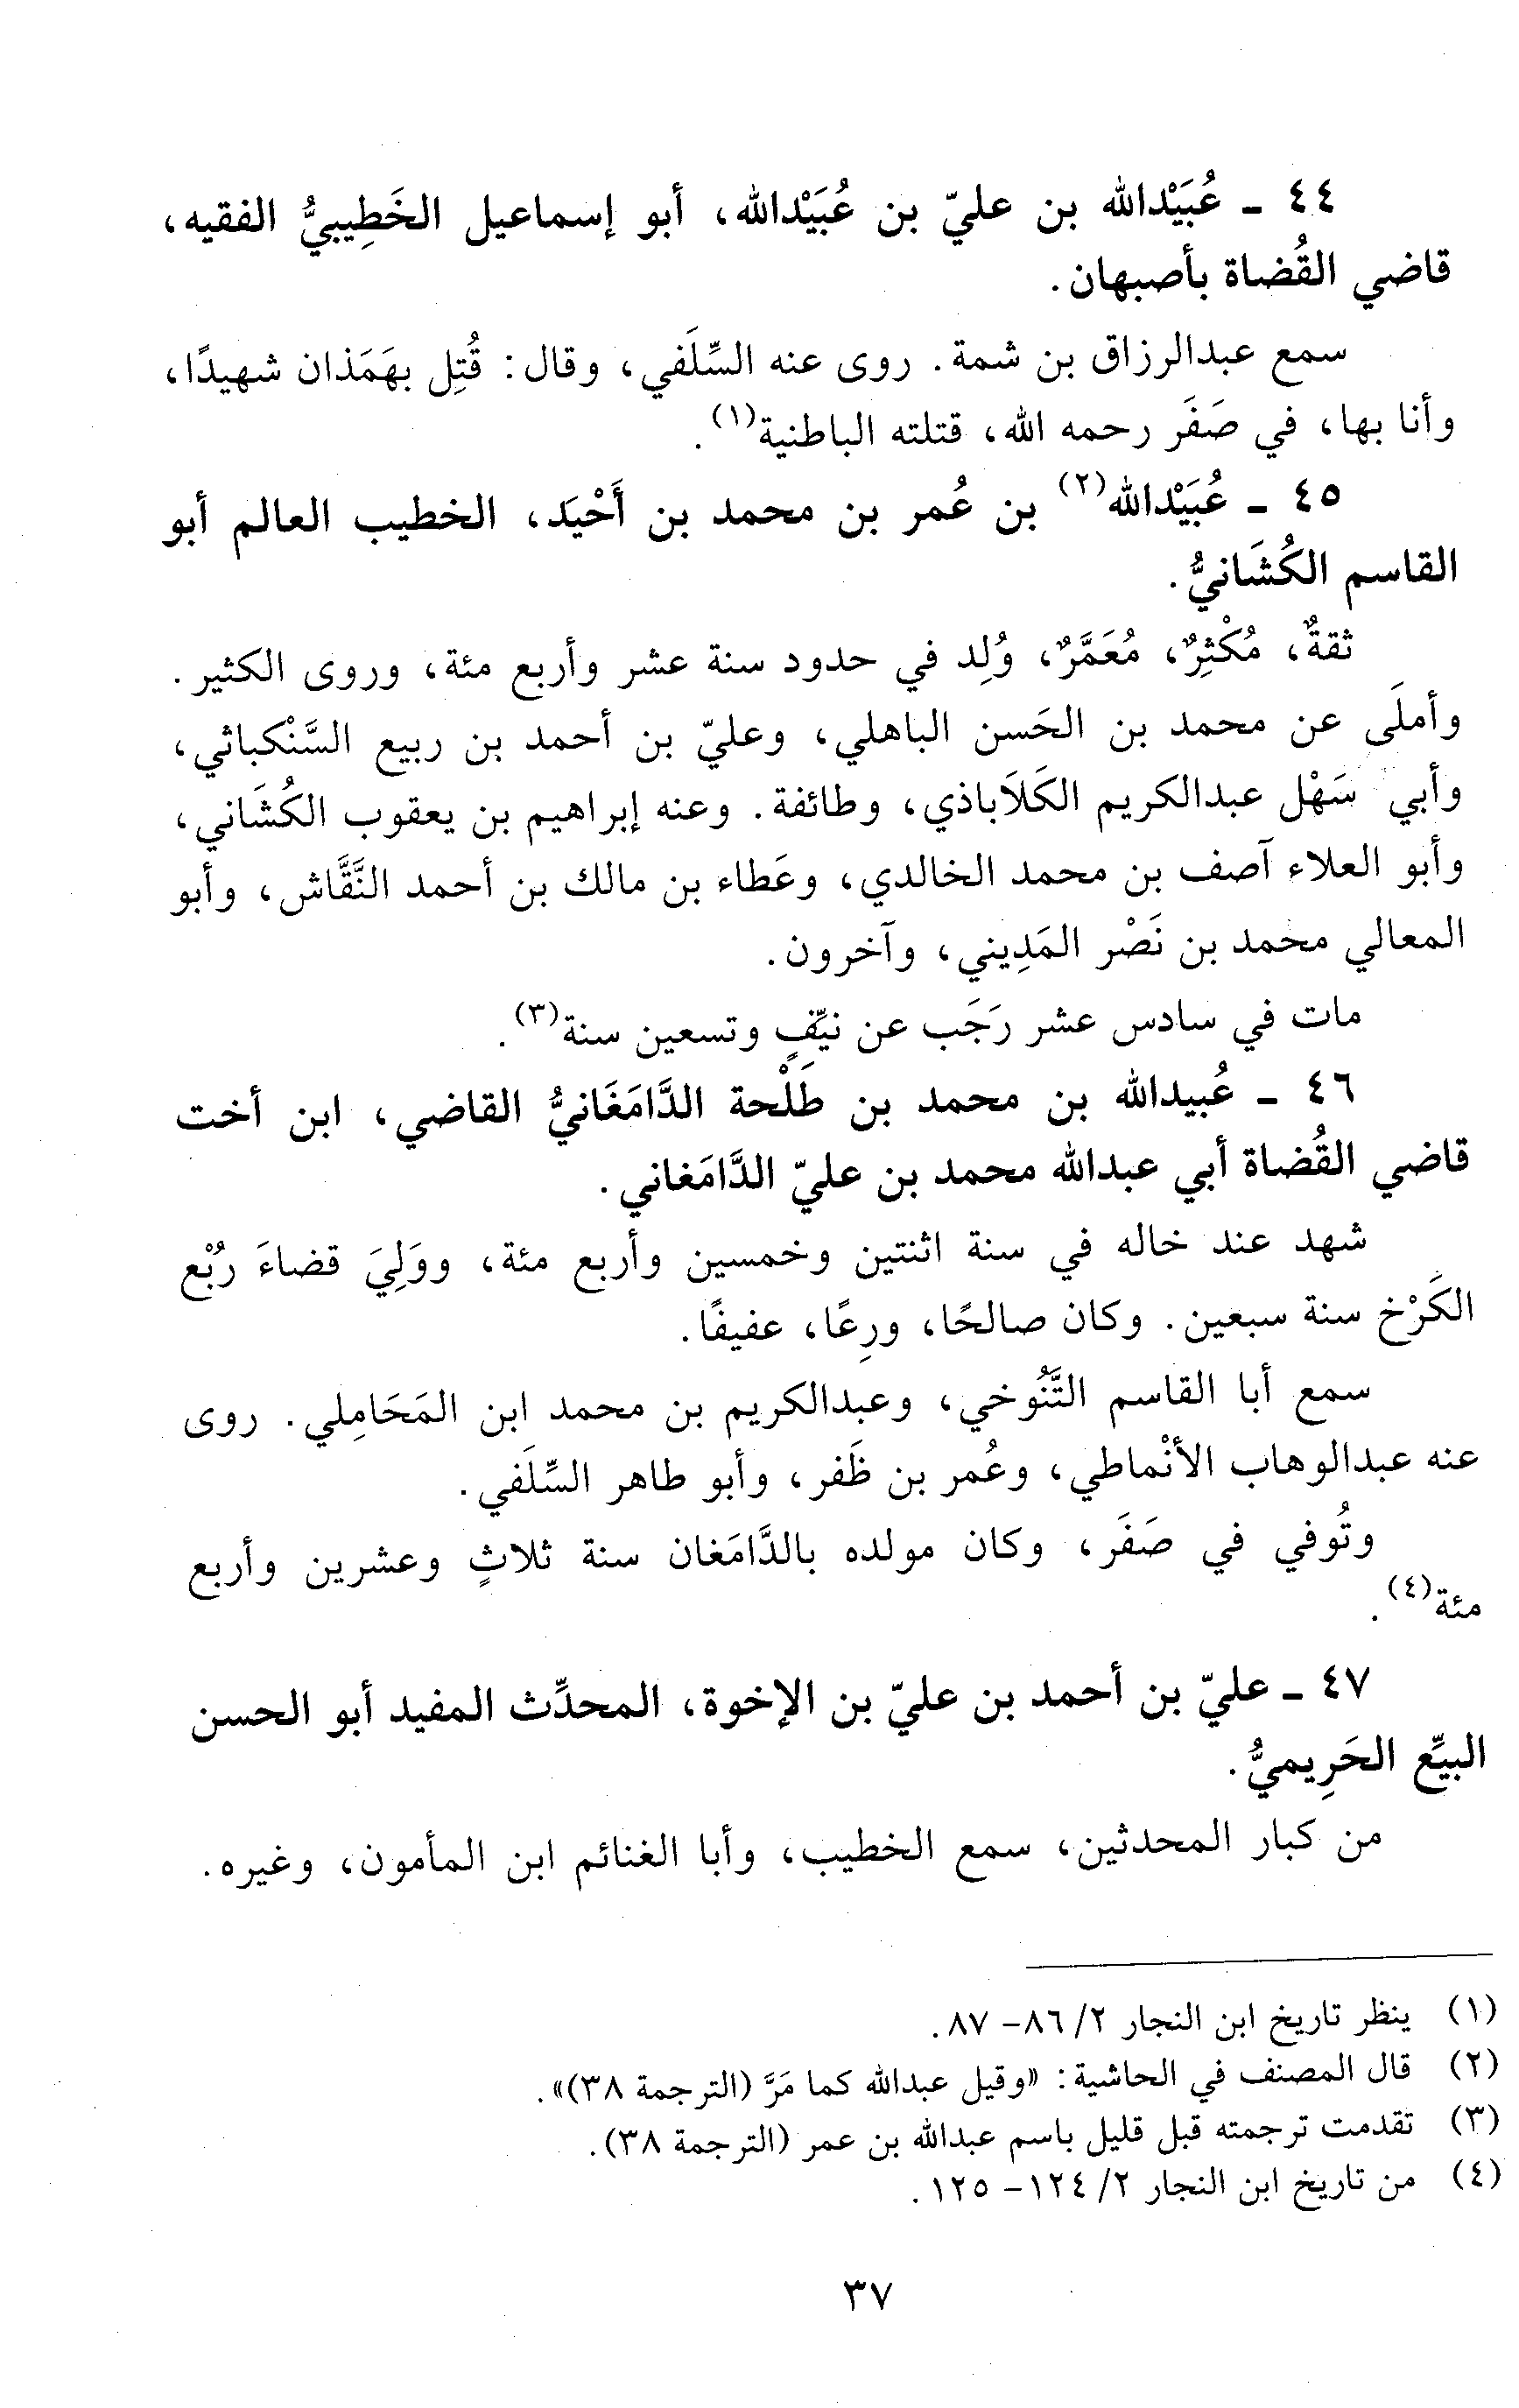 ٤٤ ـ عُبَيْدالله بن عليّ بن عُبَيْدالله، أبو إسماعيل الخَطِيبيُّ الفقيه،
قاضي القُضاة بأصبهان.
سمع عبدالرزاق بن شمة. روى عنه السِّلَفي، وقال: قُتِل بهَمَذان شهيدًا،
وأنا بها، في صَفَر رحمه الله، قتلته الباطنية(١).
٤٥ ـ عُبَيْدالله(٢) بن عُمر بن محمد بن أَحْيَد، الخطيب العالم أبو
القاسم الكُشَانيُّ.
ثقةٌ، مُكْثِرٌ، مُعَمَّرٌ، وُلِد في حدود سنة عشر وأربع مئة، وروى الكثير.
وأملَى عن محمد بن الحَسن الباهلي، وعليّ بن أحمد بن ربيع السَّنْكباثي،
وأبي سَهْل عبدالكريم الكَلاَباذي، وطائفة. وعنه إبراهيم بن يعقوب الكُشَاني،
وأبو العلاء آصف بن محمد الخالدي، وعَطاء بن مالك بن أحمد النَّقَّاش، وأبو
المعالي محمد بن نَصْر المَدِيني، وآخرون.
مات في سادس عشر رَجَب عن نيِّفٍ وتسعين سنة(٣).
٤٦ ـ عُبيدالله بن محمد بن طَلْحة الدَّامَغَانيُّ القاضي، ابن أخت
قاضي القُضاة أبي عبدالله محمد بن عليّ الدَّامَغاني.
شهد عند خاله في سنة اثنتين وخمسين وأربع مئة، ووَلِيَ قضاءَ رُبْع
الكَرْخ سنة سبعين. وكان صالحًا، ورِعًا، عفيفًا.
سمع أبا القاسم التَّنُوخي، وعبدالكريم بن محمد ابن المَحَامِلي. روى
عنه عبدالوهاب الأنْماطي، وعُمر بن ظَفر، وأبو طاهر السِّلَفي.
وتُوفي في صَفَر، وكان مولده بالدَّامَغان سنة ثلاثٍ وعشرين وأربع
مئة(٤).
٤٧ ـ عليّ بن أحمد بن عليّ بن الإخوة، المحدِّث المفيد أبو الحسن
البيِّع الحَرِيميُّ.
من كبار المحدثين، سمع الخطيب، وأبا الغنائم ابن المأمون، وغيره.
(١) ينظر تاريخ ابن النجار ٢/ ٨٦- ٨٧.
(٢) قال المصنف في الحاشية: «وقيل عبدالله كما مَرَّ (الترجمة ٣٨)».
(٣) تقدمت ترجمته قبل قليل باسم عبدالله بن عمر (الترجمة ٣٨).
(٤) من تاريخ ابن النجار ٢/ ١٢٤- ١٢٥.
٣٧